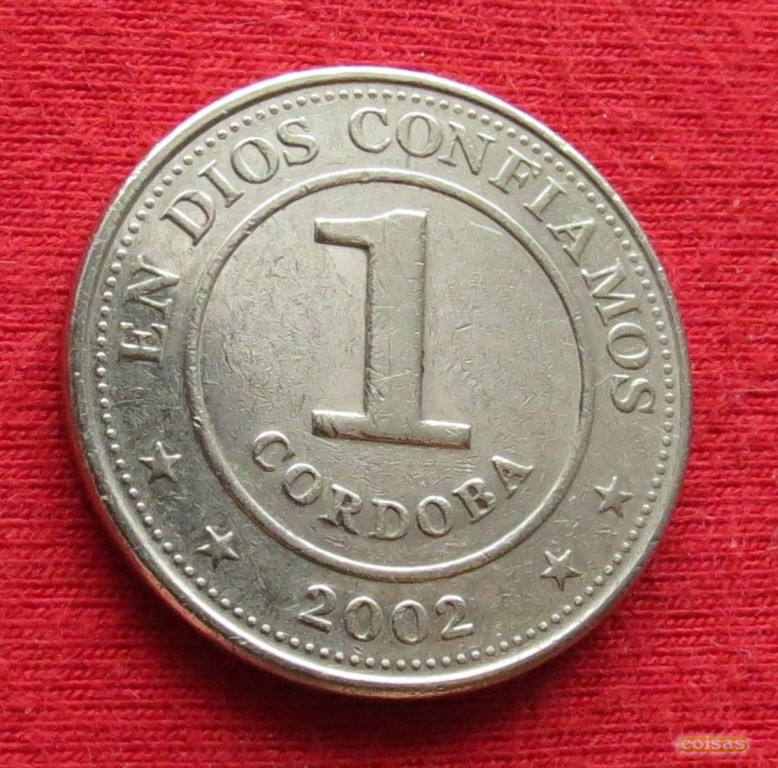 EN DIOS CONFIAMOS
1
CORDOBA
2002
coisas